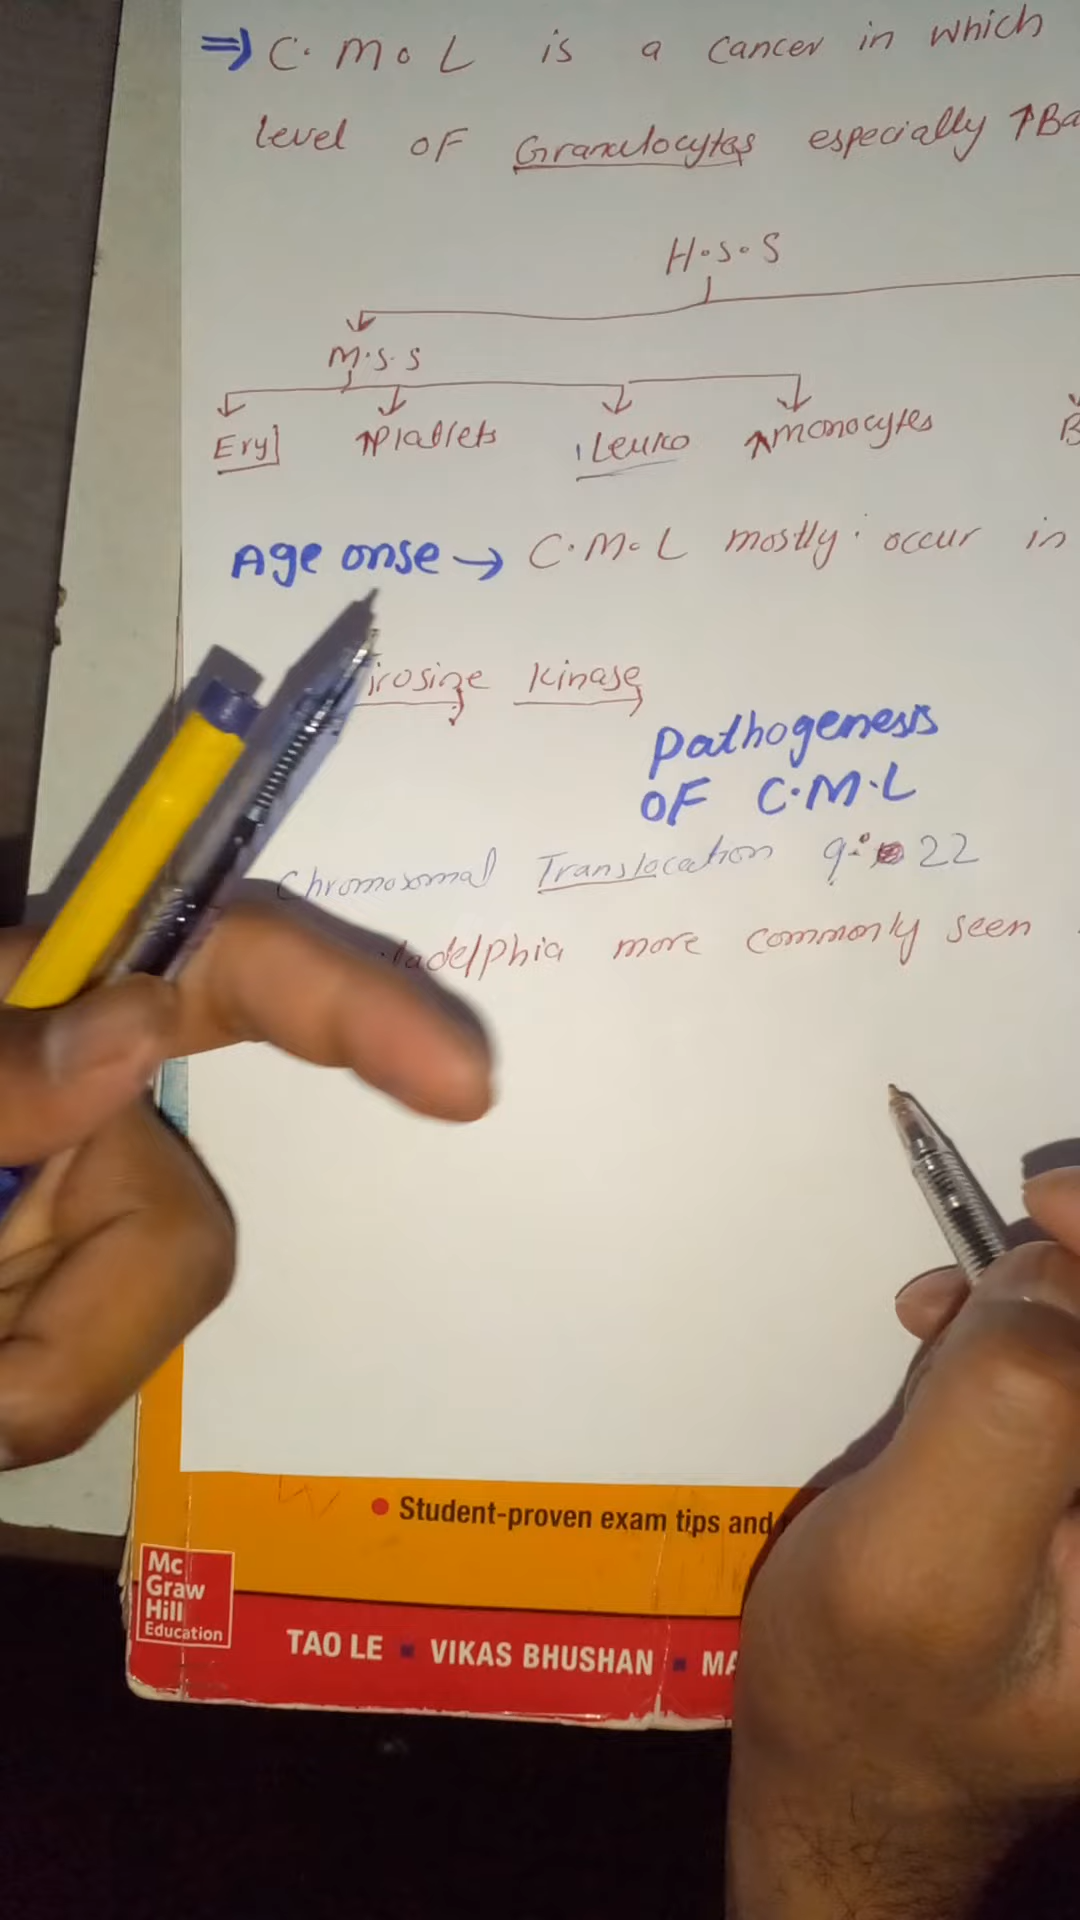 ⇒ C.M.L is a cancer in which
level of Granulocytes especially ↑Ba
H.S.S
M.S.S
Ery] ↑Platlets Leuko ↑Monocytes B
Age onse → C.M.L mostly occur in
irosine kinase
Pathogenesis
OF C.M.L
Chromosomal Translocation 9: 22
ladelphia more commonly seen
• Student-proven exam tips and
Mc
Graw
Hill
Education
TAO LE ▪ VIKAS BHUSHAN ▪ MA